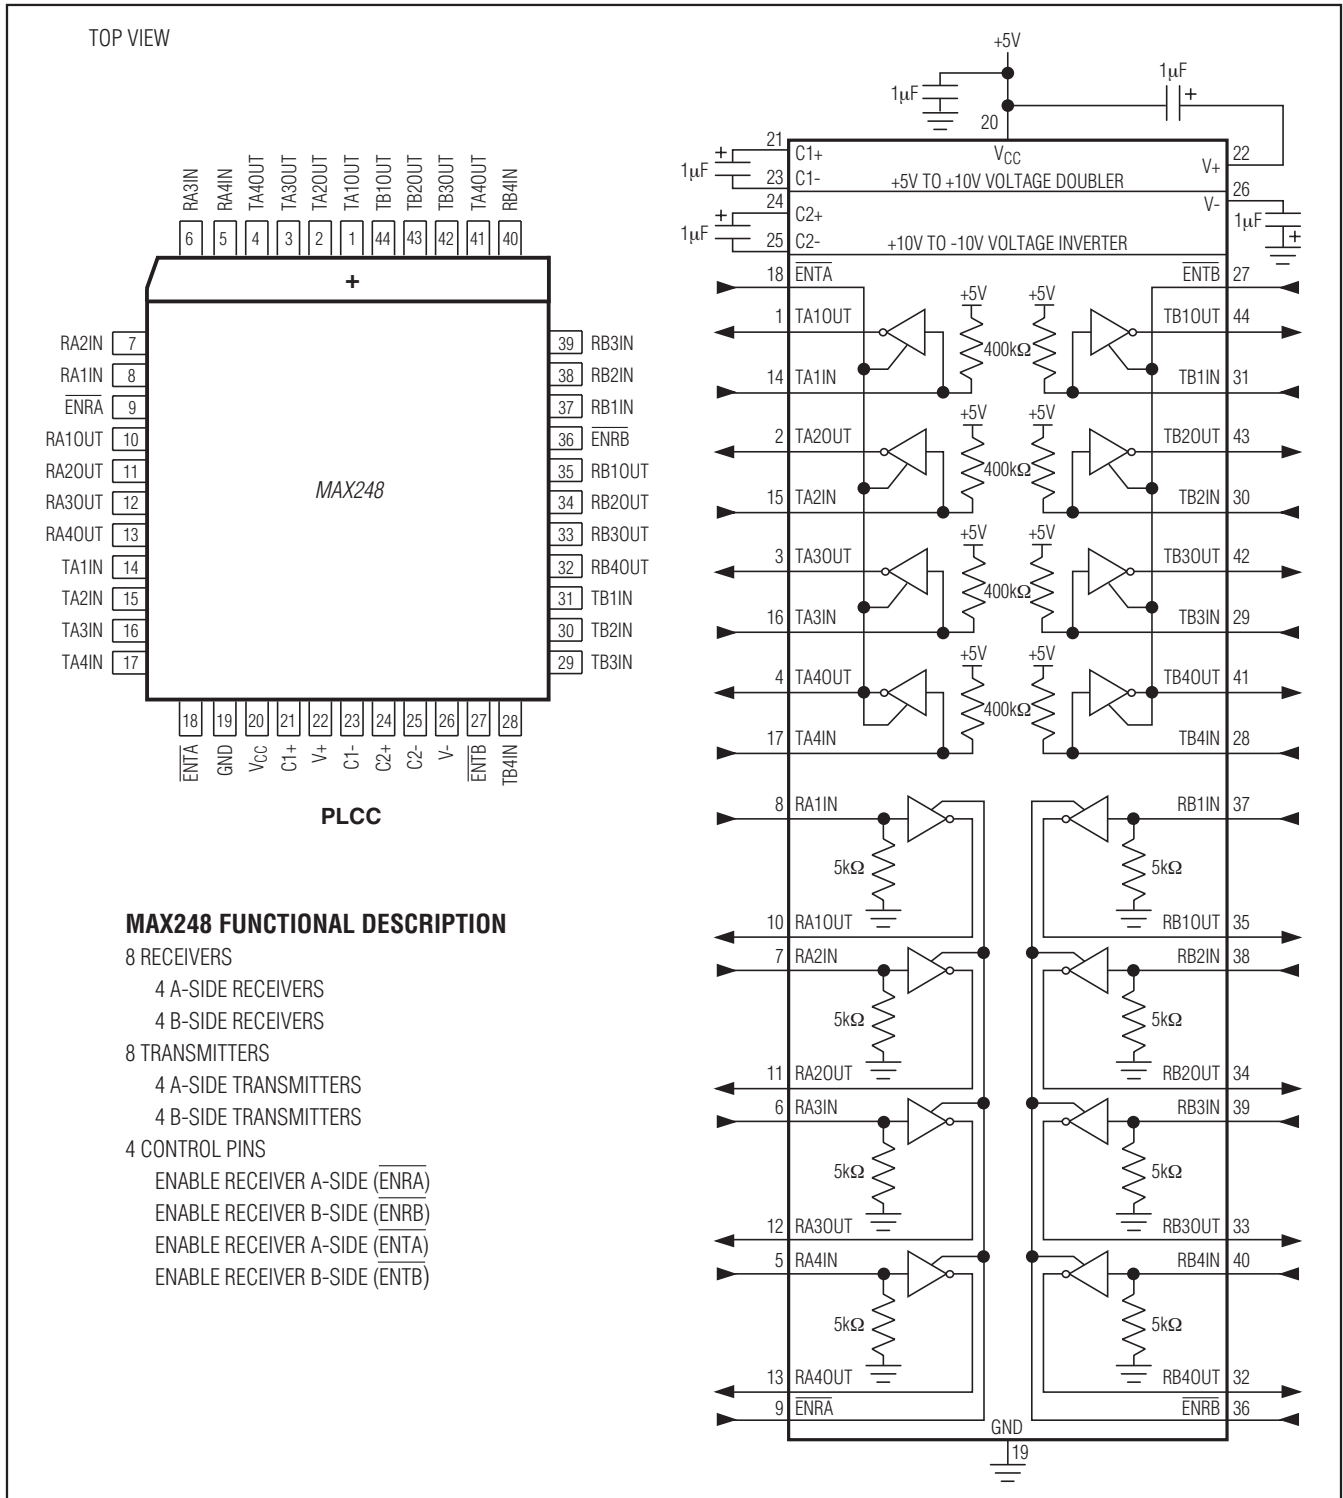 TOP VIEW
RA3IN
RA4IN
TA4OUT
TA3OUT
TA2OUT
TA1OUT
TB1OUT
TB2OUT
TB3OUT
TA4OUT
RB4IN
6 5 4 3 2 1 44 43 42 41 40
+
RA2IN 7
RA1IN 8
ENRA 9
RA1OUT 10
RA2OUT 11
RA3OUT 12
RA4OUT 13
TA1IN 14
TA2IN 15
TA3IN 16
TA4IN 17
MAX248
39 RB3IN
38 RB2IN
37 RB1IN
36 ENRB
35 RB1OUT
34 RB2OUT
33 RB3OUT
32 RB4OUT
31 TB1IN
30 TB2IN
29 TB3IN
18 19 20 21 22 23 24 25 26 27 28
ENTA
GND
VCC
C1+
V+
C1-
C2+
C2-
V-
ENTB
TB4IN
PLCC
MAX248 FUNCTIONAL DESCRIPTION
8 RECEIVERS
4 A-SIDE RECEIVERS
4 B-SIDE RECEIVERS
8 TRANSMITTERS
4 A-SIDE TRANSMITTERS
4 B-SIDE TRANSMITTERS
4 CONTROL PINS
ENABLE RECEIVER A-SIDE (ENRA)
ENABLE RECEIVER B-SIDE (ENRB)
ENABLE RECEIVER A-SIDE (ENTA)
ENABLE RECEIVER B-SIDE (ENTB)
+5V
1µF
1µF +
20
21 C1+ VCC V+ 22
+ 1µF
23 C1- +5V TO +10V VOLTAGE DOUBLER
26 V-
24 C2+
+ 1µF
1µF +
25 C2- +10V TO -10V VOLTAGE INVERTER
18 ENTA ENTB 27
+5V +5V
1 TA1OUT TB1OUT 44
400kΩ
14 TA1IN TB1IN 31
+5V +5V
2 TA2OUT TB2OUT 43
400kΩ
15 TA2IN TB2IN 30
+5V +5V
3 TA3OUT TB3OUT 42
400kΩ
16 TA3IN TB3IN 29
+5V +5V
4 TA4OUT TB4OUT 41
400kΩ
17 TA4IN TB4IN 28
8 RA1IN RB1IN 37
5kΩ 5kΩ
10 RA1OUT RB1OUT 35
7 RA2IN RB2IN 38
5kΩ 5kΩ
11 RA2OUT RB2OUT 34
6 RA3IN RB3IN 39
5kΩ 5kΩ
12 RA3OUT RB3OUT 33
5 RA4IN RB4IN 40
5kΩ 5kΩ
13 RA4OUT RB4OUT 32
9 ENRA ENRB 36
GND
19